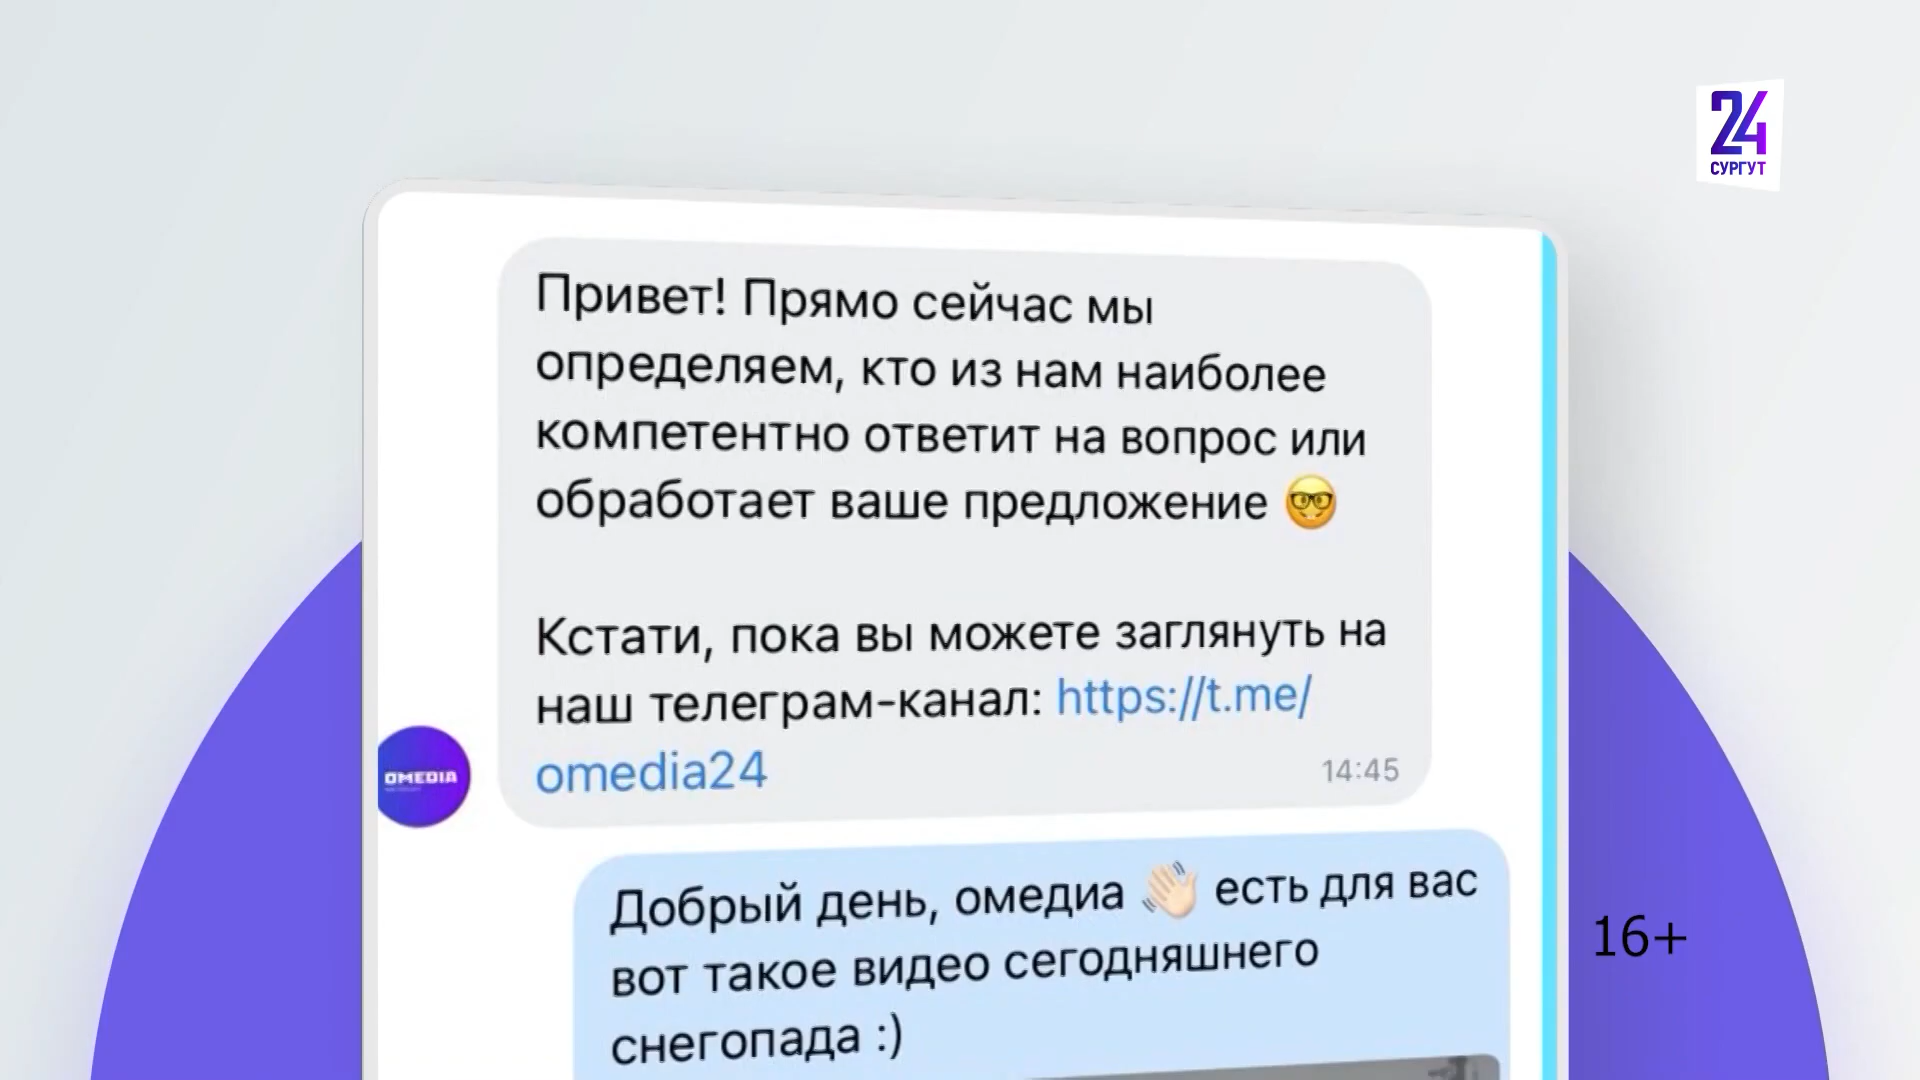 24
СУРГУТ
Привет! Прямо сейчас мы
определяем, кто из нам наиболее
компетентно ответит на вопрос или
обработает ваше предложение 🤓
Кстати, пока вы можете заглянуть на
наш телеграм-канал: https://t.me/
omedia24
14:45
OMEDIA
Добрый день, омедиа 👋🏻 есть для вас
вот такое видео сегодняшнего
снегопада :)
16+